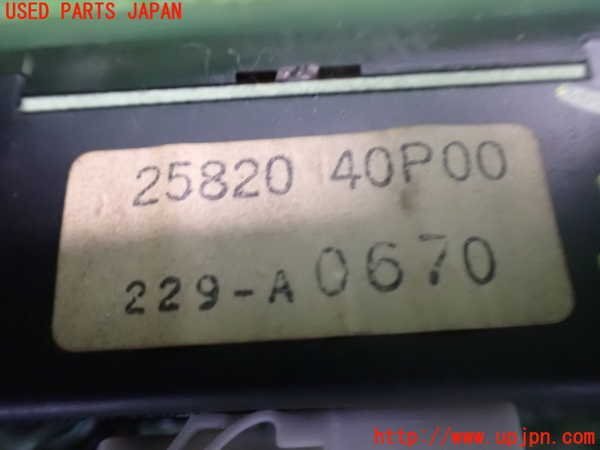 USED PARTS JAPAN
25820 40P00
229-A 0670
http://www.upjpn.com/